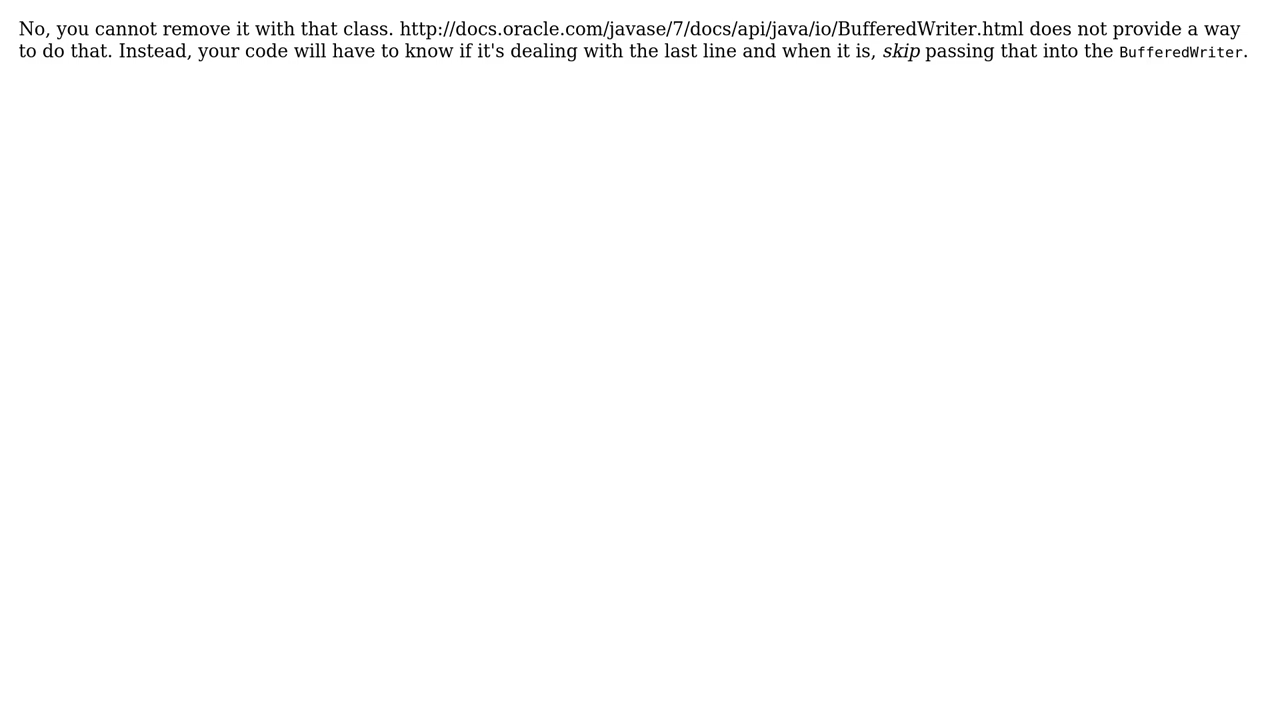 No, you cannot remove it with that class. http://docs.oracle.com/javase/7/docs/api/java/io/BufferedWriter.html does not provide a way
to do that. Instead, your code will have to know if it's dealing with the last line and when it is, skip passing that into the BufferedWriter.